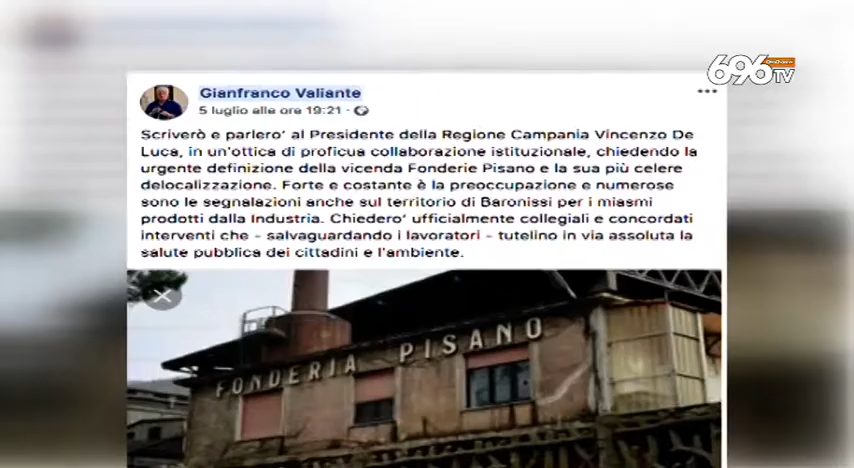 696 OttoChannel TV
Gianfranco Valiante
5 luglio alle ore 19:21 ·
Scriverò e parlero' al Presidente della Regione Campania Vincenzo De
Luca, in un'ottica di proficua collaborazione istituzionale, chiedendo la
urgente definizione della vicenda Fonderie Pisano e la sua più celere
delocalizzazione. Forte e costante è la preoccupazione e numerose
sono le segnalazioni anche sul territorio di Baronissi per i miasmi
prodotti dalla Industria. Chiedero' ufficialmente collegiali e concordati
interventi che – salvaguardando i lavoratori – tutelino in via assoluta la
salute pubblica dei cittadini e l'ambiente.
FONDERIA PISANO